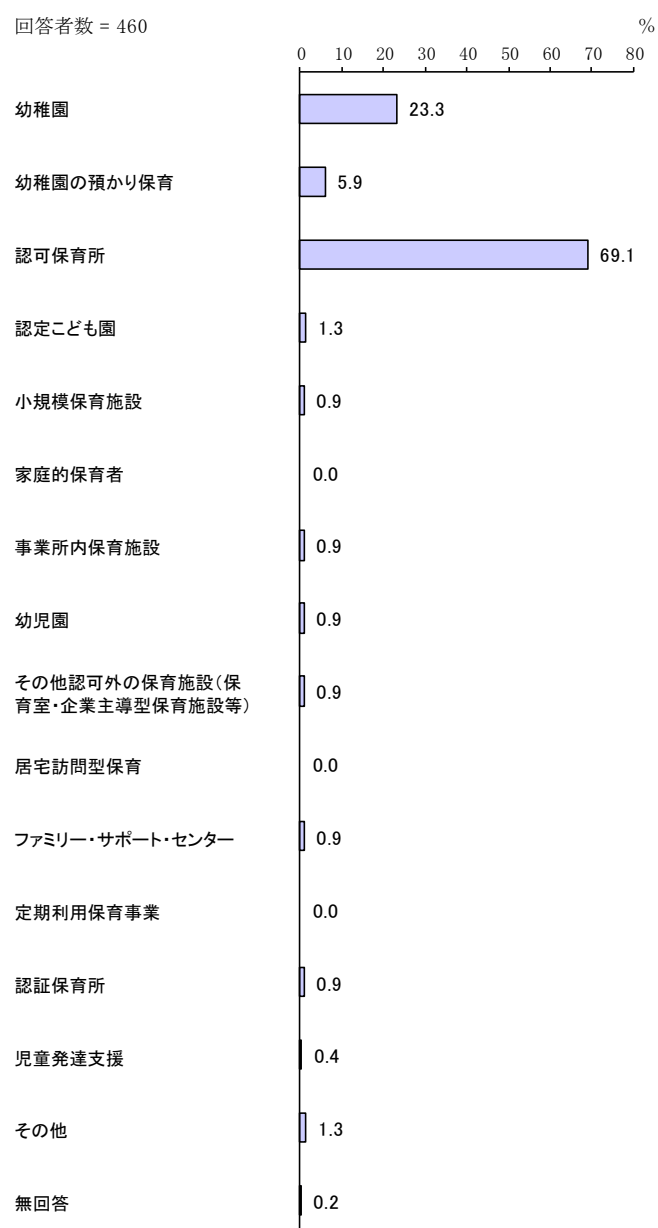 回答者数 = 460
%
0 10 20 30 40 50 60 70 80
幼稚園 23.3
幼稚園の預かり保育 5.9
認可保育所 69.1
認定こども園 1.3
小規模保育施設 0.9
家庭的保育者 0.0
事業所内保育施設 0.9
幼児園 0.9
その他認可外の保育施設(保
育室・企業主導型保育施設等) 0.9
居宅訪問型保育 0.0
ファミリー・サポート・センター 0.9
定期利用保育事業 0.0
認証保育所 0.9
児童発達支援 0.4
その他 1.3
無回答 0.2